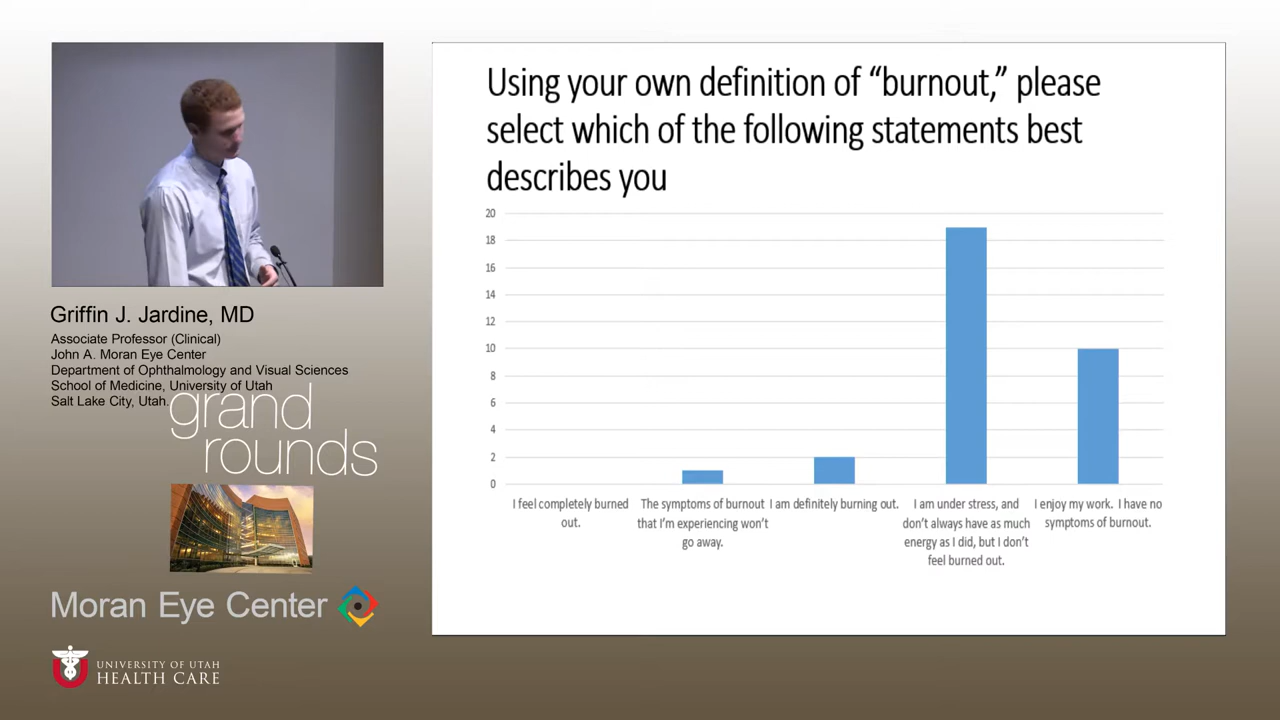 Using your own definition of “burnout,” please
select which of the following statements best
describes you
20
18
16
14
12
10
8
6
4
2
0
I feel completely burned
out.
The symptoms of burnout
that I’m experiencing won’t
go away.
I am definitely burning out.
I am under stress, and
don’t always have as much
energy as I did, but I don’t
feel burned out.
I enjoy my work. I have no
symptoms of burnout.
Griffin J. Jardine, MD
Associate Professor (Clinical)
John A. Moran Eye Center
Department of Ophthalmology and Visual Sciences
School of Medicine, University of Utah
Salt Lake City, Utah.
grand
rounds
Moran Eye Center
UNIVERSITY OF UTAH
HEALTH CARE